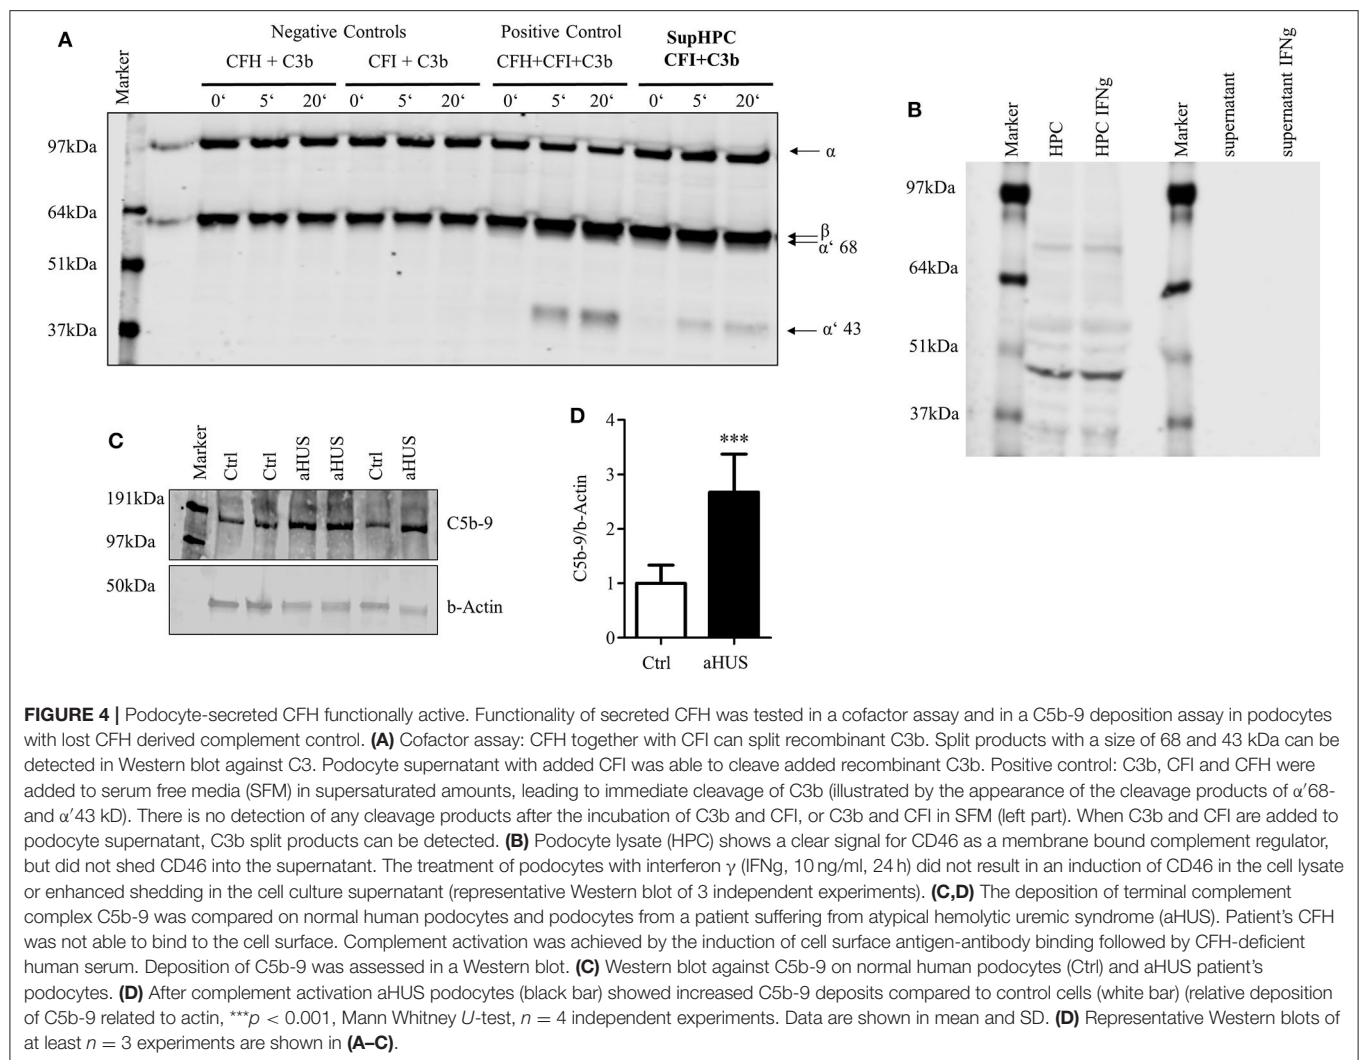 A
Marker
Negative Controls
CFH + C3b
CFI + C3b
Positive Control
CFH+CFI+C3b
SupHPC
CFI+C3b
0‘ 5‘ 20‘ 0‘ 5‘ 20‘ 0‘ 5‘ 20‘ 0‘ 5‘ 20‘
97kDa
64kDa
51kDa
37kDa
α
β
α‘ 68
α‘ 43
B
Marker
HPC
HPC IFNg
Marker
supernatant
supernatant IFNg
97kDa
64kDa
51kDa
37kDa
C
Marker
Ctrl
Ctrl
aHUS
aHUS
Ctrl
aHUS
191kDa
97kDa
50kDa
C5b-9
b-Actin
D
C5b-9/b-Actin
4
3
2
1
0
***
Ctrl
aHUS
FIGURE 4 | Podocyte-secreted CFH functionally active. Functionality of secreted CFH was tested in a cofactor assay and in a C5b-9 deposition assay in podocytes
with lost CFH derived complement control. (A) Cofactor assay: CFH together with CFI can split recombinant C3b. Split products with a size of 68 and 43 kDa can be
detected in Western blot against C3. Podocyte supernatant with added CFI was able to cleave added recombinant C3b. Positive control: C3b, CFI and CFH were
added to serum free media (SFM) in supersaturated amounts, leading to immediate cleavage of C3b (illustrated by the appearance of the cleavage products of α′68-
and α′43 kD). There is no detection of any cleavage products after the incubation of C3b and CFI, or C3b and CFI in SFM (left part). When C3b and CFI are added to
podocyte supernatant, C3b split products can be detected. (B) Podocyte lysate (HPC) shows a clear signal for CD46 as a membrane bound complement regulator,
but did not shed CD46 into the supernatant. The treatment of podocytes with interferon γ (IFNg, 10 ng/ml, 24 h) did not result in an induction of CD46 in the cell lysate
or enhanced shedding in the cell culture supernatant (representative Western blot of 3 independent experiments). (C,D) The deposition of terminal complement
complex C5b-9 was compared on normal human podocytes and podocytes from a patient suffering from atypical hemolytic uremic syndrome (aHUS). Patient's CFH
was not able to bind to the cell surface. Complement activation was achieved by the induction of cell surface antigen-antibody binding followed by CFH-deficient
human serum. Deposition of C5b-9 was assessed in a Western blot. (C) Western blot against C5b-9 on normal human podocytes (Ctrl) and aHUS patient's
podocytes. (D) After complement activation aHUS podocytes (black bar) showed increased C5b-9 deposits compared to control cells (white bar) (relative deposition
of C5b-9 related to actin, ***p < 0.001, Mann Whitney U-test, n = 4 independent experiments. Data are shown in mean and SD. (D) Representative Western blots of
at least n = 3 experiments are shown in (A–C).